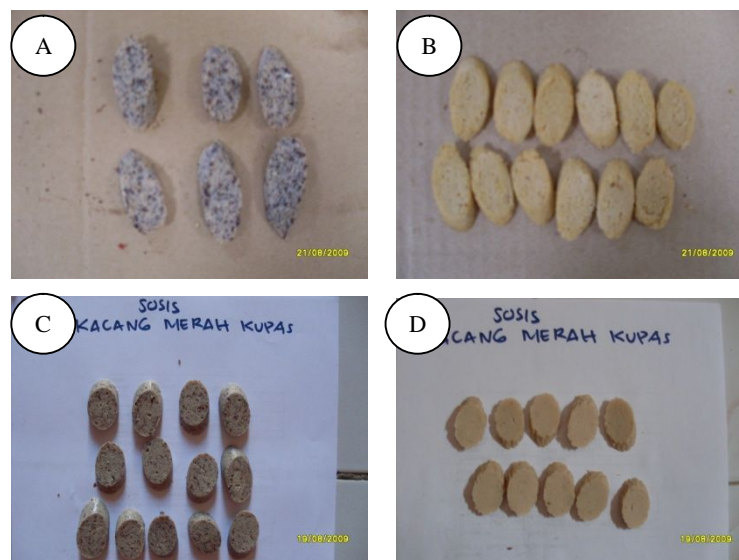 A
B
21/08/2009
21/08/2009
C
SOSIS
KACANG MERAH KUPAS
19/08/2009
D
SOSIS
ACANG MERAH KUPAS
19/08/2009